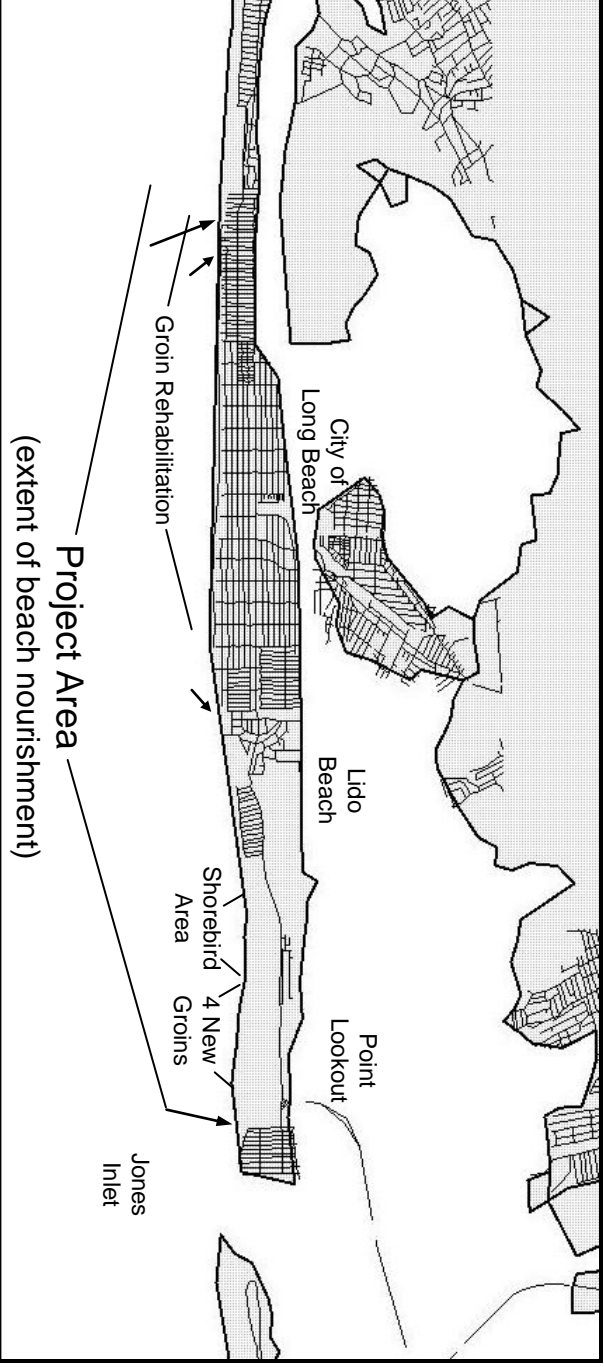 City of
Long Beach
Lido
Beach
Point
Lookout
Groin Rehabilitation
Shorebird
Area
4 New
Groins
Jones
Inlet
Project Area
(extent of beach nourishment)